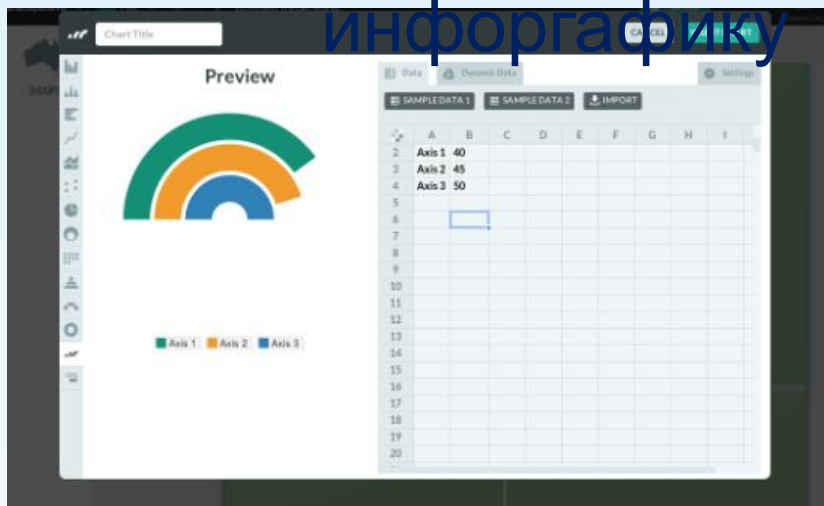 инфоргафику
Chart Title
CANCEL
Preview
Data Dynamic Data Settings
SAMPLE DATA 1 SAMPLE DATA 2 IMPORT
A B C D E F G H I
2 Axis 1 40
3 Axis 2 45
4 Axis 3 50
5
6
7
8
9
10
11
12
13
14
15
16
17
18
19
20
Axis 1 Axis 2 Axis 3